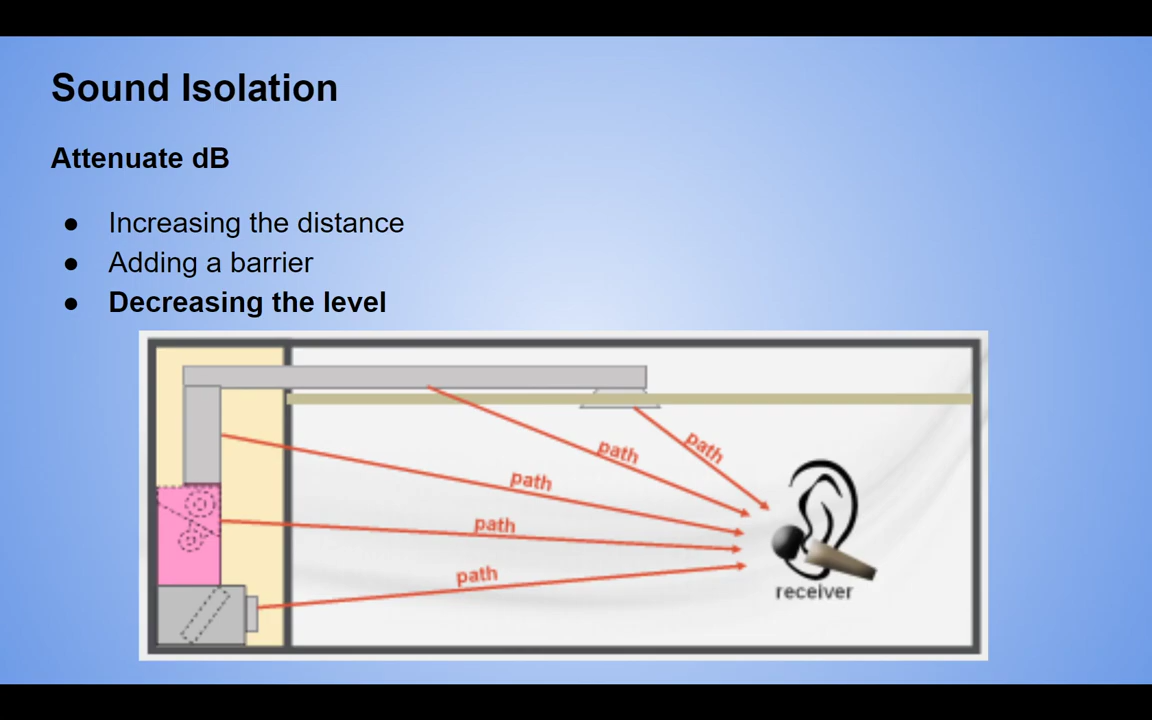 Sound Isolation
Attenuate dB
● Increasing the distance
● Adding a barrier
● Decreasing the level
path
path
path
path
path
receiver